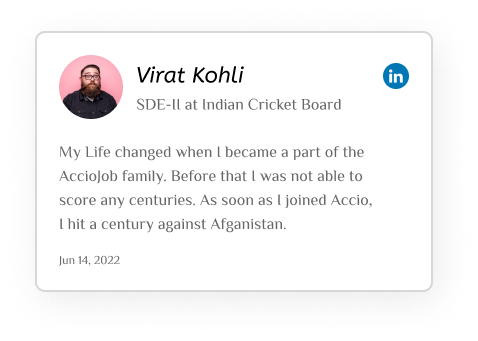 Virat Kohli
in
SDE-II at Indian Cricket Board
My Life changed when I became a part of the
AccioJob family. Before that I was not able to
score any centuries. As soon as I joined Accio,
I hit a century against Afganistan.
Jun 14, 2022